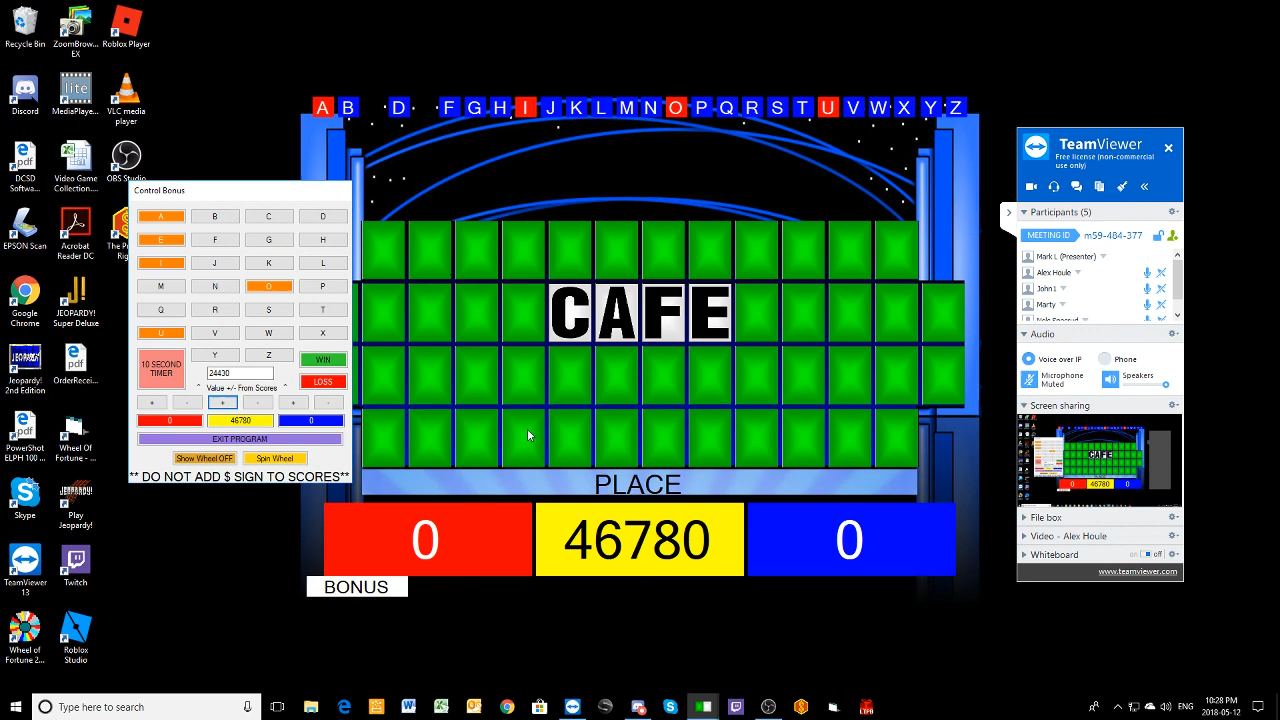 Recycle Bin
ZoomBrow... EX
Roblox Player
Discord
MediaPlaye...
VLC media player
DCSD Softwa...
Video Game Collection....
OBS Studio
EPSON Scan
Acrobat Reader DC
Google Chrome
JEOPARDY! Super Deluxe
Jeopardy! 2nd Edition
OrderRecei...
PowerShot ELPH 100 ...
Wheel Of Fortune - ...
Skype
Play Jeopardy!
TeamViewer 13
Twitch
Wheel of Fortune 2...
Roblox Studio
A B D F G H I J K L M N O P Q R S T U V W X Y Z
Control Bonus
A B C D
E F G H
I J K L
M N O P
Q R S T
U V W X
10 SECOND TIMER
Y Z
WIN
24430
LOSS
^ Value +/- From Scores ^
+ - + - + -
0 46780 0
EXIT PROGRAM
Show Wheel OFF
Spin Wheel
** DO NOT ADD $ SIGN TO SCORES**
CAFE
PLACE
0 46780 0
BONUS
TeamViewer
Free license (non-commercial use only)
Participants (5)
MEETING ID m59-484-377
Mark L (Presenter)
Alex Houle
John1
Marty
Audio
Voice over IP
Phone
Microphone Muted
Speakers
Screen sharing
CAFE
0 46780 0
File box
Video - Alex Houle
Whiteboard
on off
www.teamviewer.com
Type here to search
ENG
10:28 PM
2018-05-12